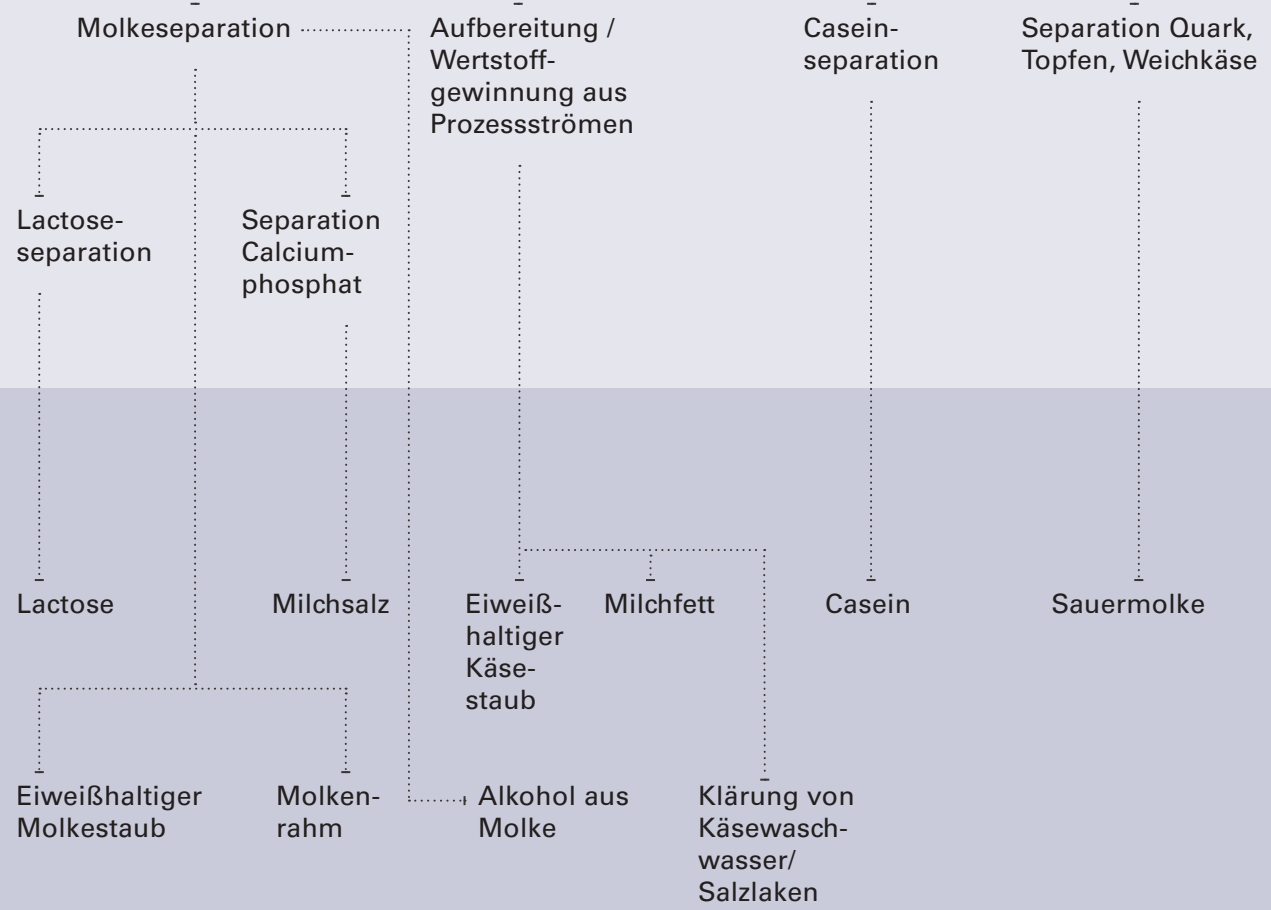 Molkeseparation
Aufbereitung /
Wertstoff-
gewinnung aus
Prozessströmen
Casein-
separation
Separation Quark,
Topfen, Weichkäse
Lactose-
separation
Separation
Calcium-
phosphat
Lactose
Milchsalz
Eiweiß-
haltiger
Käse-
staub
Milchfett
Casein
Sauermolke
Eiweißhaltiger
Molkestaub
Molken-
rahm
Alkohol aus
Molke
Klärung von
Käsewasch-
wasser/
Salzlaken